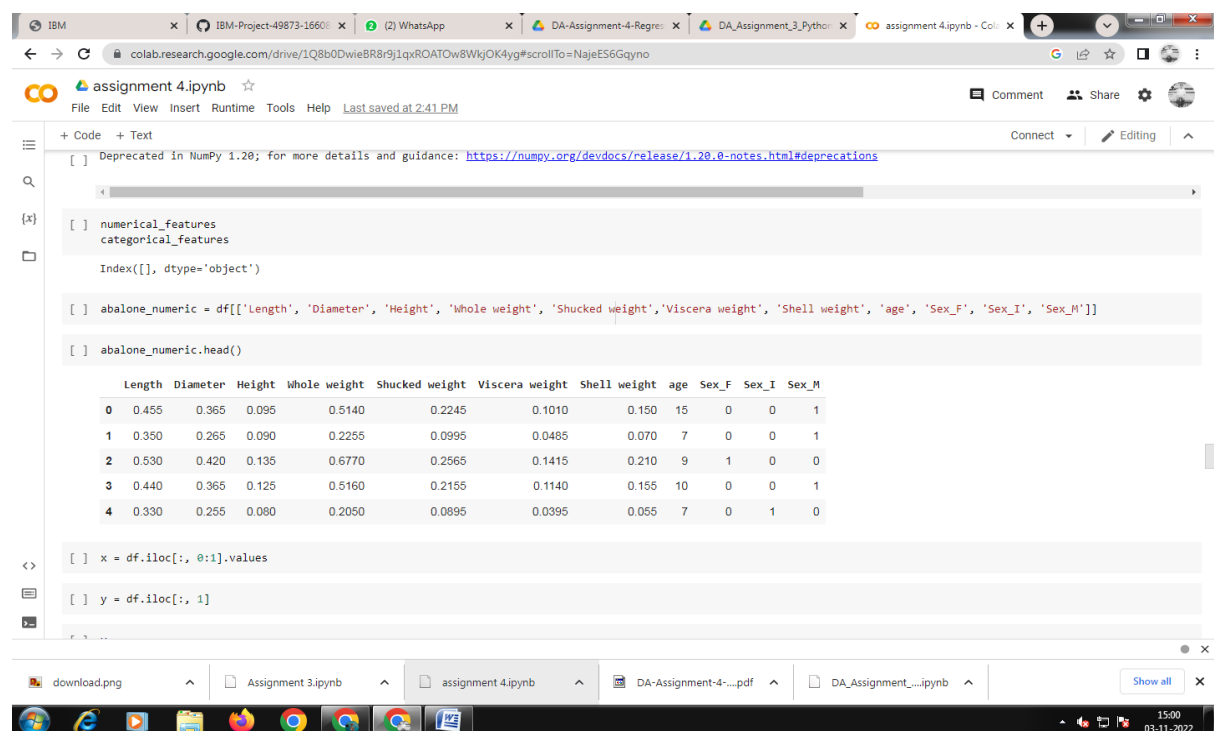 IBM
IBM-Project-49873-16608
(2) WhatsApp
DA-Assignment-4-Regres
DA_Assignment_3_Python
assignment 4.ipynb - Cola
colab.research.google.com/drive/1Q8b0DwieBR8r9j1qxROATOw8WkjOK4yg#scrollTo=NajeES6Gqyno
assignment 4.ipynb
Comment Share
File Edit View Insert Runtime Tools Help Last saved at 2:41 PM
+ Code + Text Connect Editing
[ ] Deprecated in NumPy 1.20; for more details and guidance: https://numpy.org/devdocs/release/1.20.0-notes.html#deprecations
{x}
[ ] numerical_features
categorical_features
Index([], dtype='object')
[ ] abalone_numeric = df[['Length', 'Diameter', 'Height', 'Whole weight', 'Shucked weight','Viscera weight', 'Shell weight', 'age', 'Sex_F', 'Sex_I', 'Sex_M']]
[ ] abalone_numeric.head()
Length Diameter Height Whole weight Shucked weight Viscera weight Shell weight age Sex_F Sex_I Sex_M
0 0.455 0.365 0.095 0.5140 0.2245 0.1010 0.150 15 0 0 1
1 0.350 0.265 0.090 0.2255 0.0995 0.0485 0.070 7 0 0 1
2 0.530 0.420 0.135 0.6770 0.2565 0.1415 0.210 9 1 0 0
3 0.440 0.365 0.125 0.5160 0.2155 0.1140 0.155 10 0 0 1
4 0.330 0.255 0.080 0.2050 0.0895 0.0395 0.055 7 0 1 0
[ ] x = df.iloc[:, 0:1].values
[ ] y = df.iloc[:, 1]
download.png
Assignment 3.ipynb
assignment 4.ipynb
DA-Assignment-4-....pdf
DA_Assignment_....ipynb
Show all
15:00
03-11-2022